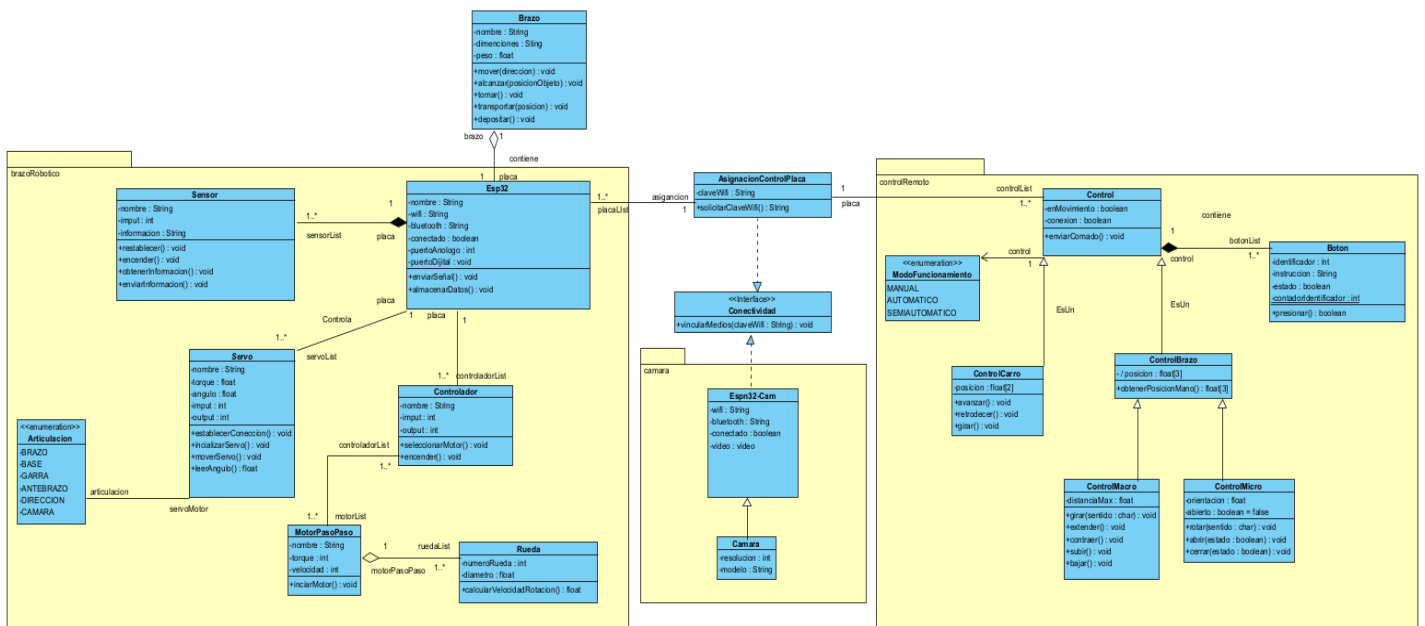 Brazo
-nombre : String
-dimenciones : Sting
-peso : float
+mover(direccion) : void
+alcanzar(posicionObjeto) : void
+tomar() : void
+transportar(posicion) : void
+depositar() : void
brazo
1
contiene
1
placa
brazoRobotico
Sensor
-nombre : String
-imput : int
-informacion : String
+restablecer() : void
+encender() : void
+obtenerInformacion() : void
+enviarInformacion() : void
1..*
sensorList
1
placa
Esp32
-nombre : String
-wifi : String
-bluetooth : String
-conectado : boolean
-puertoAnologo : int
-puertoDijital : void
+enviarSeñal() : void
+almacenarDatos() : void
1..*
placaLIst
asigancion
1
AsignacionControlPlaca
-claveWifi : String
+solicitarClaveWifi() : String
1
placa
controlRemoto
controlList
1..*
Control
-enMovimiento : boolean
-conexion : boolean
+enviarComado() : void
contiene
1
control
botonList
1..*
Boton
-identificador : int
-instruccion : String
-estado : boolean
-contadorIdentificador : int
+presionar() : boolean
control
1
<<enumeration>>
ModoFuncionamiento
MANUAL
AUTOMATICO
SEMIAUTOMATICO
EsUn
EsUn
<<Interface>>
Conectividad
+vincularMedios(claveWifi : String) : void
placa
1
placa
1
Controla
1..*
servoList
Servo
-nombre : String
-torque : float
-angulo : float
-imput : int
-output : int
+establecerConeccion() : void
+incializarServo() : void
+moverServo() : void
+leerAngulo() : float
1..*
controladorList
Controlador
-nombre : String
-imput : int
-output : int
+seleccionarMotor() : void
+encender() : void
controladorList
1..*
<<enumeration>>
Articulacion
-BRAZO
-BASE
-GARRA
-ANTEBRAZO
-DIRECCION
-CAMARA
articulacion
servoMotor
1..*
motorList
MotorPasoPaso
-nombre : String
-torque : int
-velocidad : int
+inciarMotor() : void
1
motorPasoPaso
ruedaList
1..*
Rueda
-numeroRueda : int
-diametro : float
+calcularVelocidadRotacion() : float
camara
Espn32-Cam
-wifi : String
-bluetooth : String
-conectado : boolean
-video : video
Camara
-resolucion : int
-modelo : String
ControlCarro
-posicion : float[2]
+avanzar() : void
+retrodecer() : void
+girar() : void
ControlBrazo
- / posicion : float[3]
+obtenerPosicionMano() : float[3]
ControlMacro
-distanciaMax : float
+girar(sentido : char) : void
+extender() : void
+contraer() : void
+subir() : void
+bajar() : void
ControlMicro
-orientacion : float
-abierto : boolean = false
+rotar(sentido : char) : void
+abrir(estado : boolean) : void
+cerrar(estado : boolean) : void